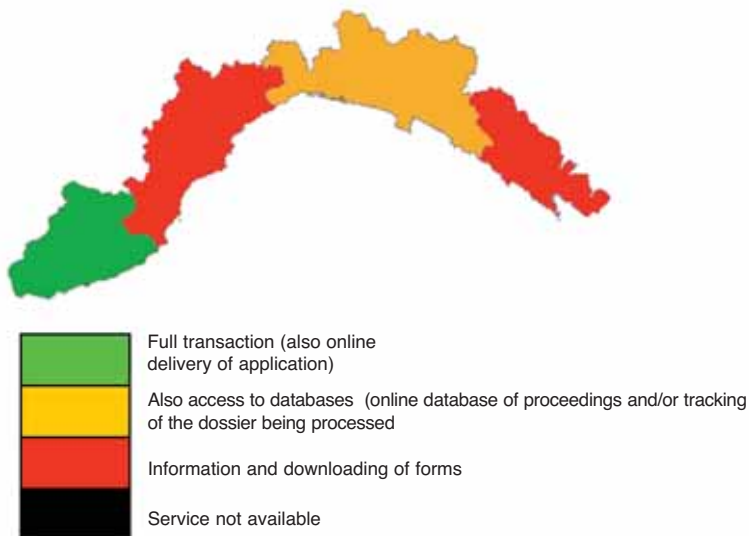 Full transaction (also online
delivery of application)
Also access to databases (online database of proceedings and/or tracking
of the dossier being processed
Information and downloading of forms
Service not available